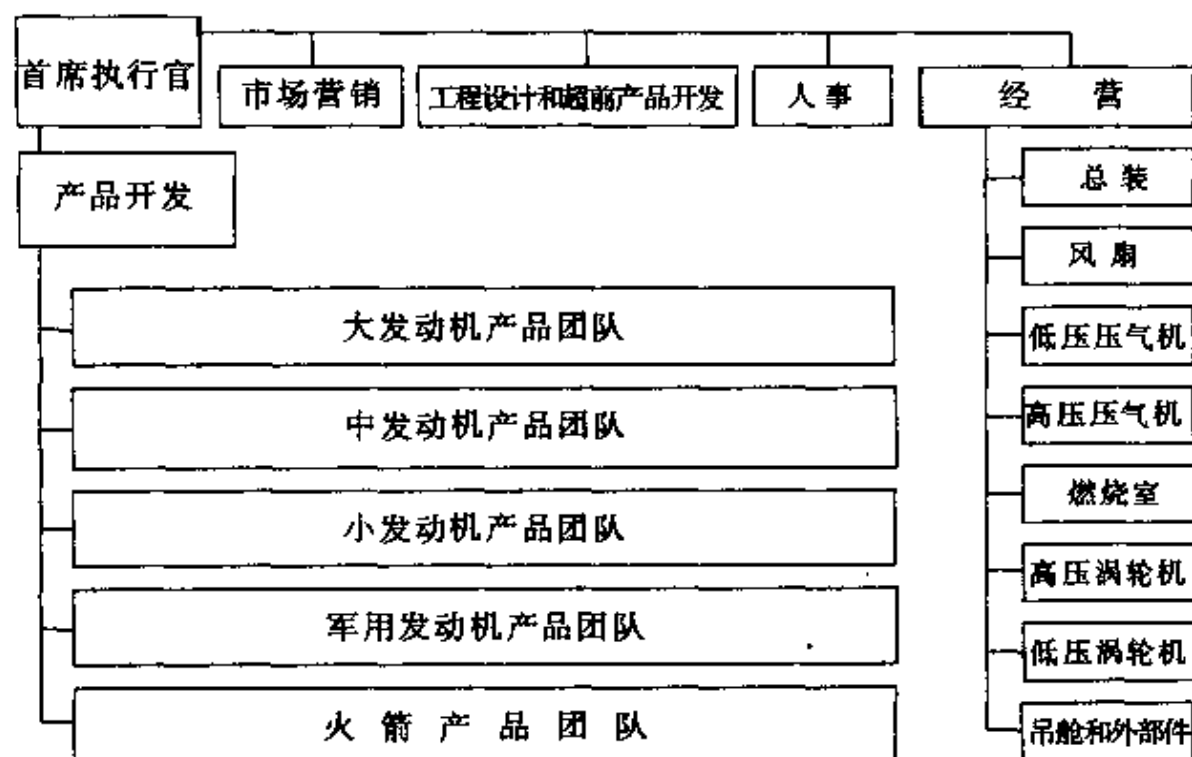 首席执行官
市场营销
工程设计和超前产品开发
人事
经营
产品开发
总装
风扇
低压压气机
高压压气机
燃烧室
高压涡轮机
低压涡轮机
吊舱和外部件
大发动机产品团队
中发动机产品团队
小发动机产品团队
军用发动机产品团队
火箭产品团队